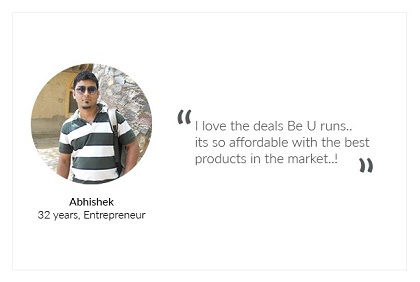 “
I love the deals Be U runs..
its so affordable with the best
products in the market..!
”
Abhishek
32 years, Entrepreneur